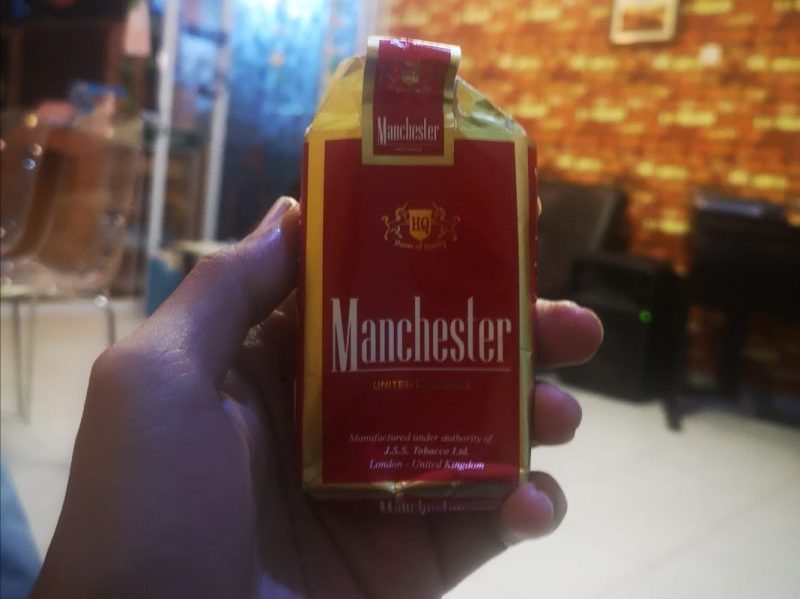 Manchester
HQ
House of Quality
Manchester
UNITED KINGDOM
Manufactured under authority of
J.S.S. Tobacco Ltd.
London - United Kingdom
Manchester